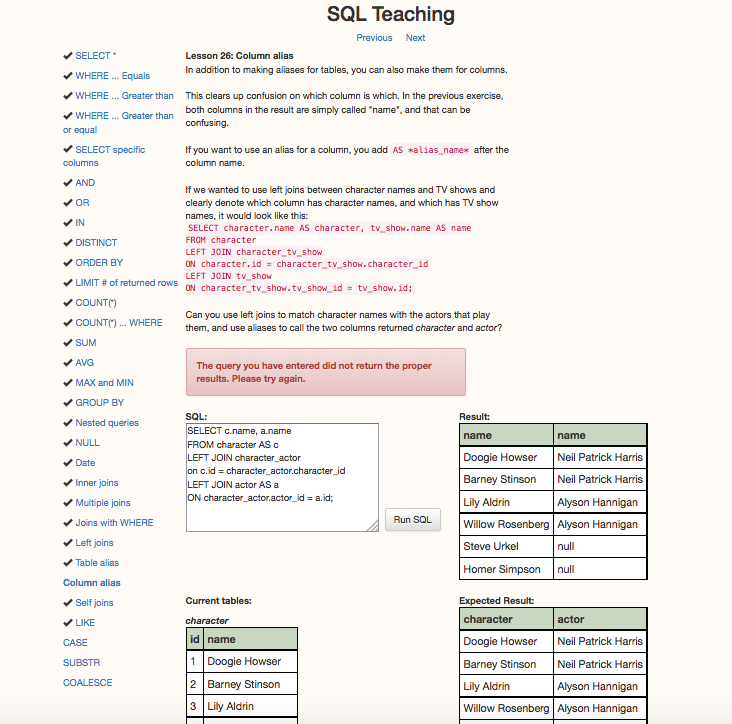 SQL Teaching
Previous Next
✔ SELECT *
✔ WHERE ... Equals
✔ WHERE ... Greater than
✔ WHERE ... Greater than
or equal
✔ SELECT specific
columns
✔ AND
✔ OR
✔ IN
✔ DISTINCT
✔ ORDER BY
✔ LIMIT # of returned rows
✔ COUNT(*)
✔ COUNT(*) ... WHERE
✔ SUM
✔ AVG
✔ MAX and MIN
✔ GROUP BY
✔ Nested queries
✔ NULL
✔ Date
✔ Inner joins
✔ Multiple joins
✔ Joins with WHERE
✔ Left joins
✔ Table alias
Column alias
✔ Self joins
✔ LIKE
CASE
SUBSTR
COALESCE
Lesson 26: Column alias
In addition to making aliases for tables, you can also make them for columns.
This clears up confusion on which column is which. In the previous exercise,
both columns in the result are simply called "name", and that can be
confusing.
If you want to use an alias for a column, you add AS *alias_name* after the
column name.
If we wanted to use left joins between character names and TV shows and
clearly denote which column has character names, and which has TV show
names, it would look like this:
SELECT character.name AS character, tv_show.name AS name
FROM character
LEFT JOIN character_tv_show
ON character.id = character_tv_show.character_id
LEFT JOIN tv_show
ON character_tv_show.tv_show_id = tv_show.id;
Can you use left joins to match character names with the actors that play
them, and use aliases to call the two columns returned character and actor?
The query you have entered did not return the proper
results. Please try again.
SQL:
SELECT c.name, a.name
FROM character AS c
LEFT JOIN character_actor
on c.id = character_actor.character_id
LEFT JOIN actor AS a
ON character_actor.actor_id = a.id;
Run SQL
Result:
name name
Doogie Howser Neil Patrick Harris
Barney Stinson Neil Patrick Harris
Lily Aldrin Alyson Hannigan
Willow Rosenberg Alyson Hannigan
Steve Urkel null
Homer Simpson null
Current tables:
character
id name
1 Doogie Howser
2 Barney Stinson
3 Lily Aldrin
Expected Result:
character actor
Doogie Howser Neil Patrick Harris
Barney Stinson Neil Patrick Harris
Lily Aldrin Alyson Hannigan
Willow Rosenberg Alyson Hannigan